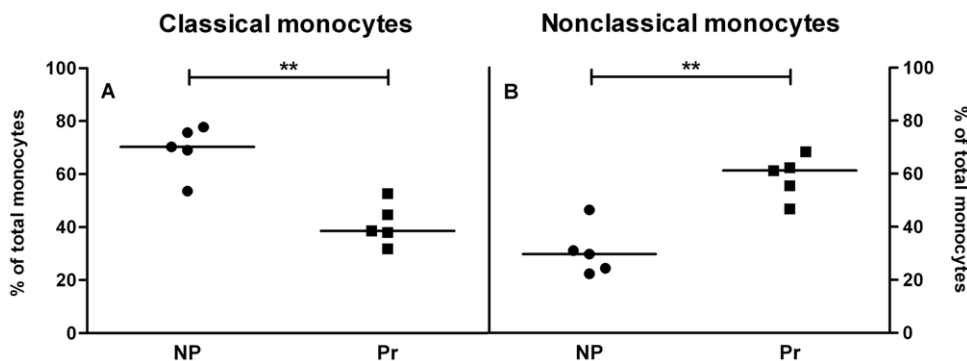 Classical monocytes
Nonclassical monocytes
% of total monocytes
100
80
60
40
20
0
A
**
NP
Pr
B
**
NP
Pr
100
80
60
40
20
0
% of total monocytes